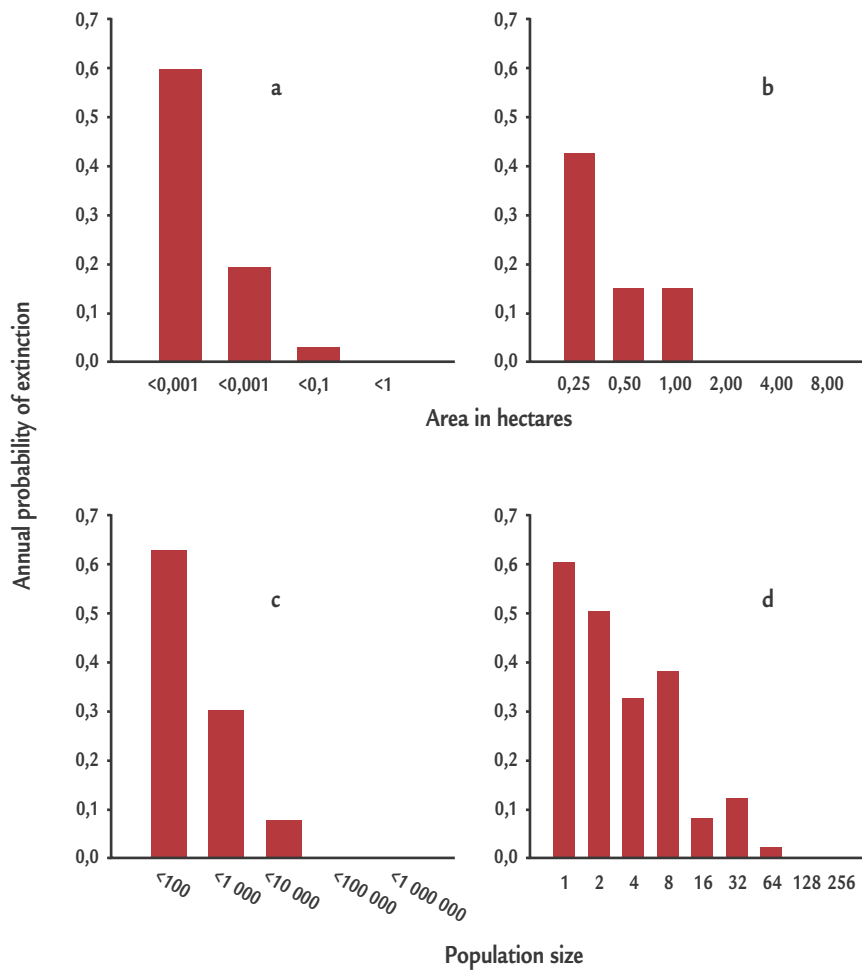 0,7
0,6
0,5
0,4
0,3
0,2
0,1
0,0
a
<0,001 <0,001 <0,1 <1
0,7
0,6
0,5
0,4
0,3
0,2
0,1
0,0
b
0,25 0,50 1,00 2,00 4,00 8,00
Area in hectares
Annual probability of extinction
0,7
0,6
0,5
0,4
0,3
0,2
0,1
0,0
c
<100 <1 000 <10 000 <100 000 <1 000 000
0,7
0,6
0,5
0,4
0,3
0,2
0,1
0,0
d
1 2 4 8 16 32 64 128 256
Population size